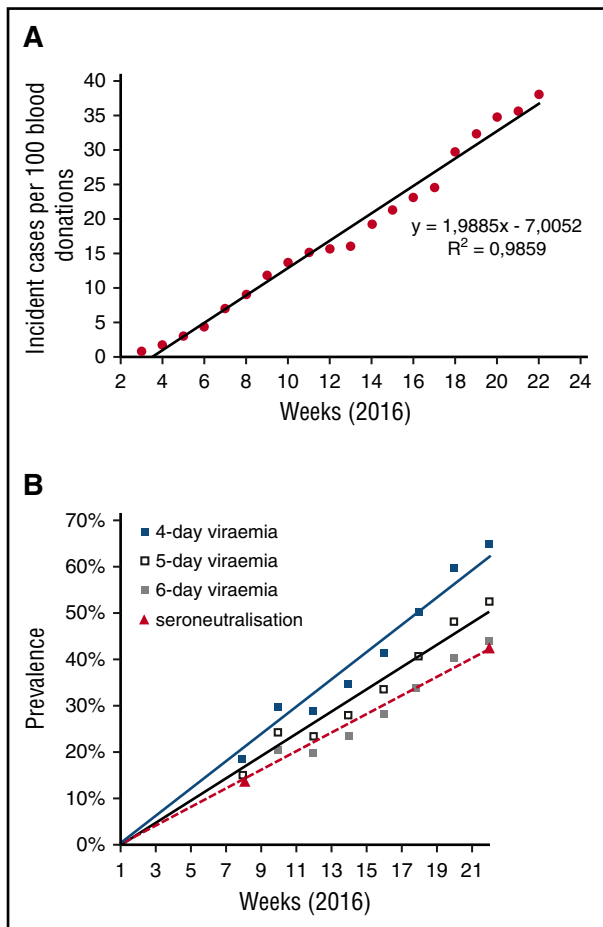 A
Incident cases per 100 blood
donations
40
35
30
25
20
15
10
5
0
y = 1,9885x - 7,0052
R² = 0,9859
2 4 6 8 10 12 14 16 18 20 22 24
Weeks (2016)
B
Prevalence
70%
60%
50%
40%
30%
20%
10%
0%
4-day viraemia
5-day viraemia
6-day viraemia
seroneutralisation
1 3 5 7 9 11 13 15 17 19 21
Weeks (2016)